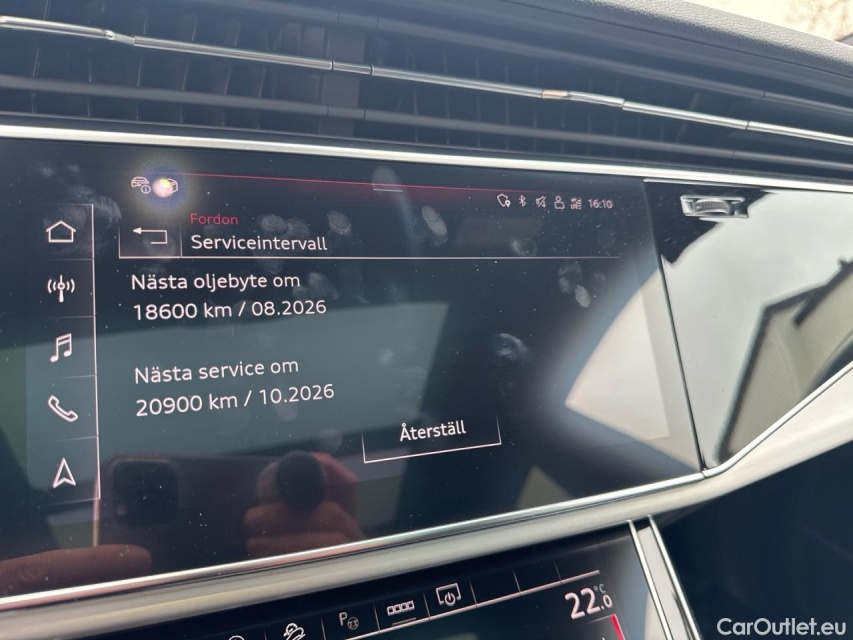 16:10
Fordon
Serviceintervall
Nästa oljebyte om
18600 km / 08.2026
Nästa service om
20900 km / 10.2026
Återställ
22.0 °C
CarOutlet.eu